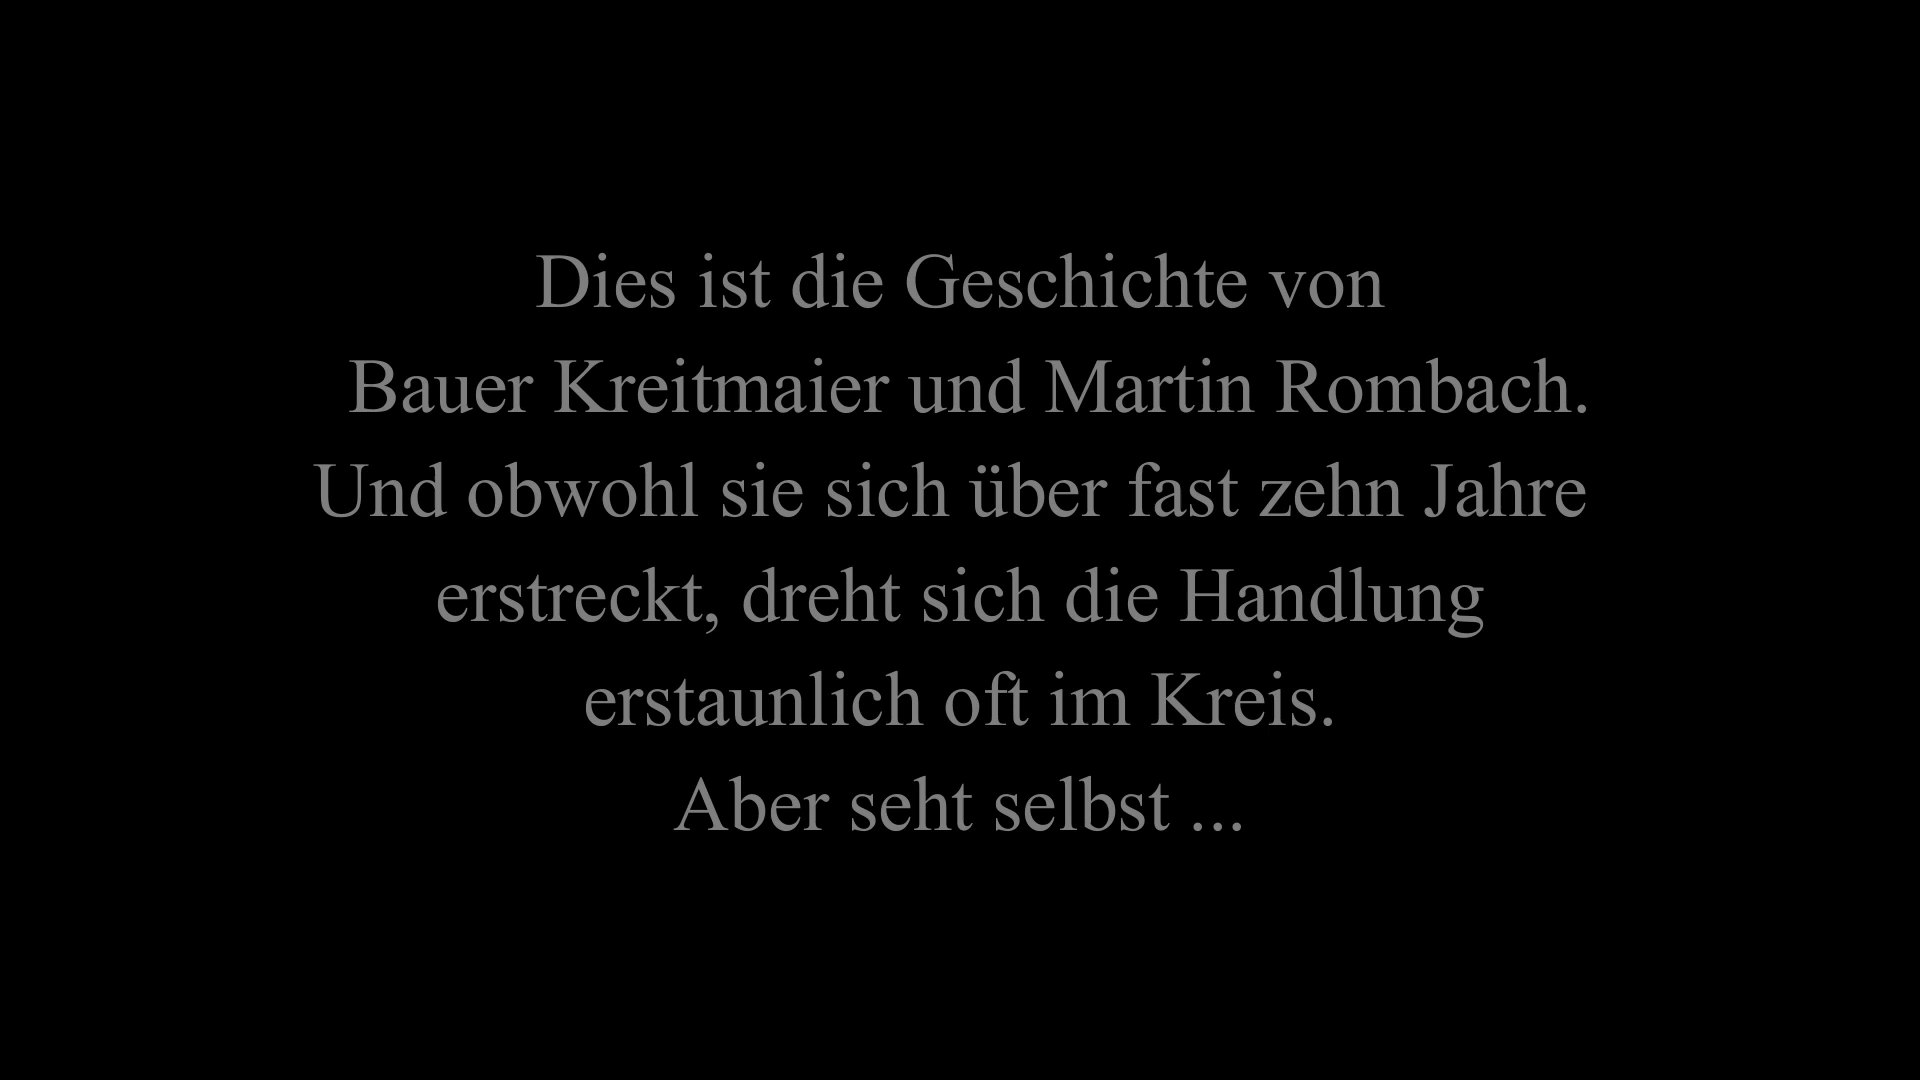 Dies ist die Geschichte von
Bauer Kreitmaier und Martin Rombach.
Und obwohl sie sich über fast zehn Jahre
erstreckt, dreht sich die Handlung
erstaunlich oft im Kreis.
Aber seht selbst ...